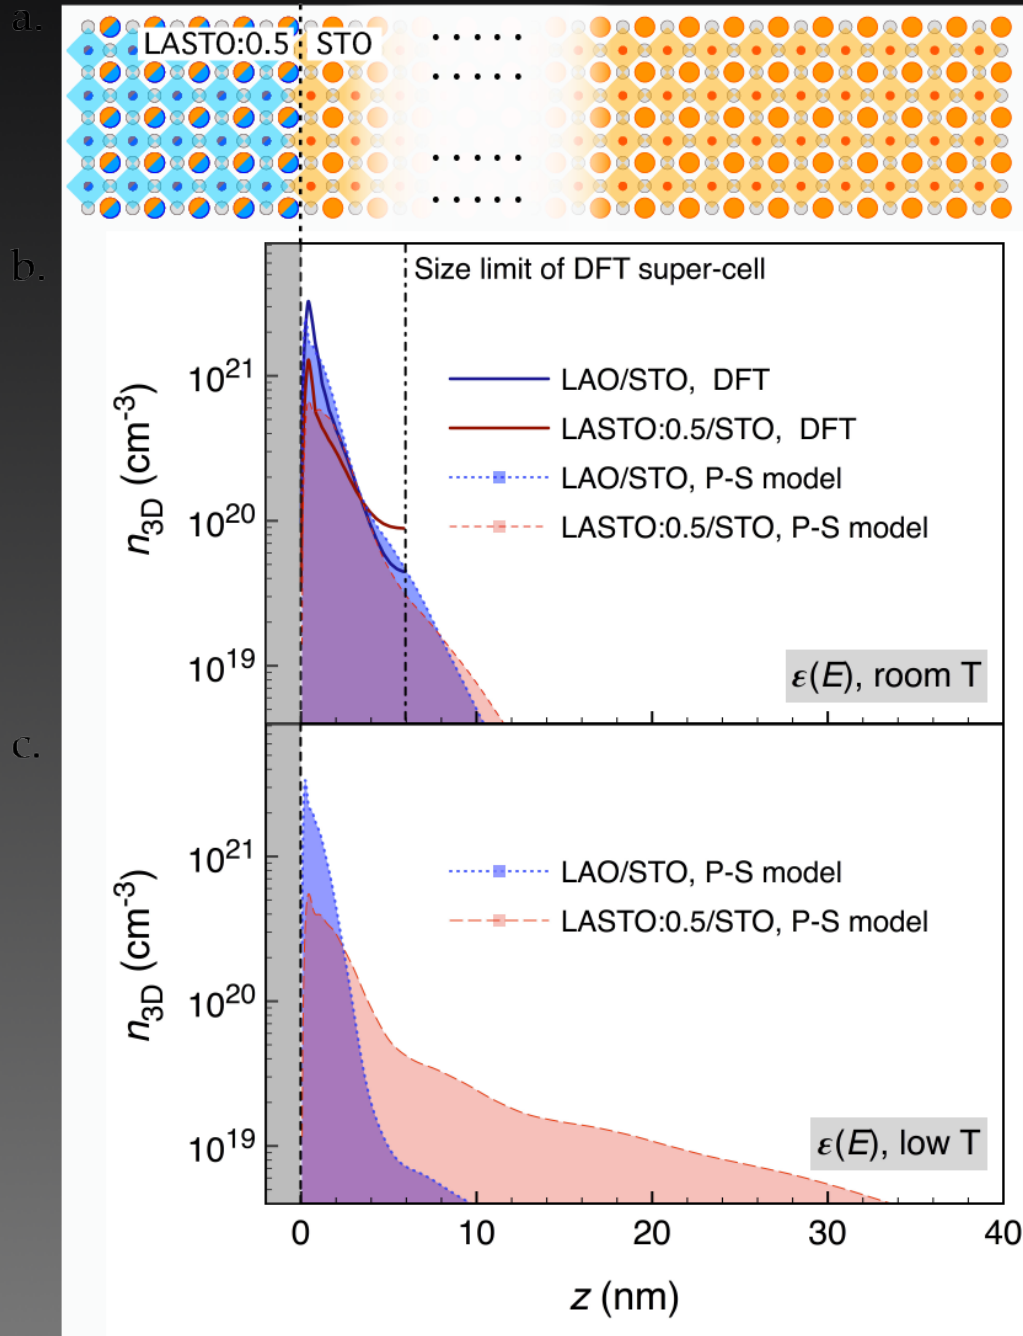 a.
LASTO:0.5 STO
b.
Size limit of DFT super-cell
10^21
LAO/STO, DFT
LASTO:0.5/STO, DFT
LAO/STO, P-S model
10^20
LASTO:0.5/STO, P-S model
n3D (cm^-3)
10^19
ε(E), room T
c.
10^21
LAO/STO, P-S model
LASTO:0.5/STO, P-S model
n3D (cm^-3)
10^20
10^19
ε(E), low T
0 10 20 30 40
z (nm)